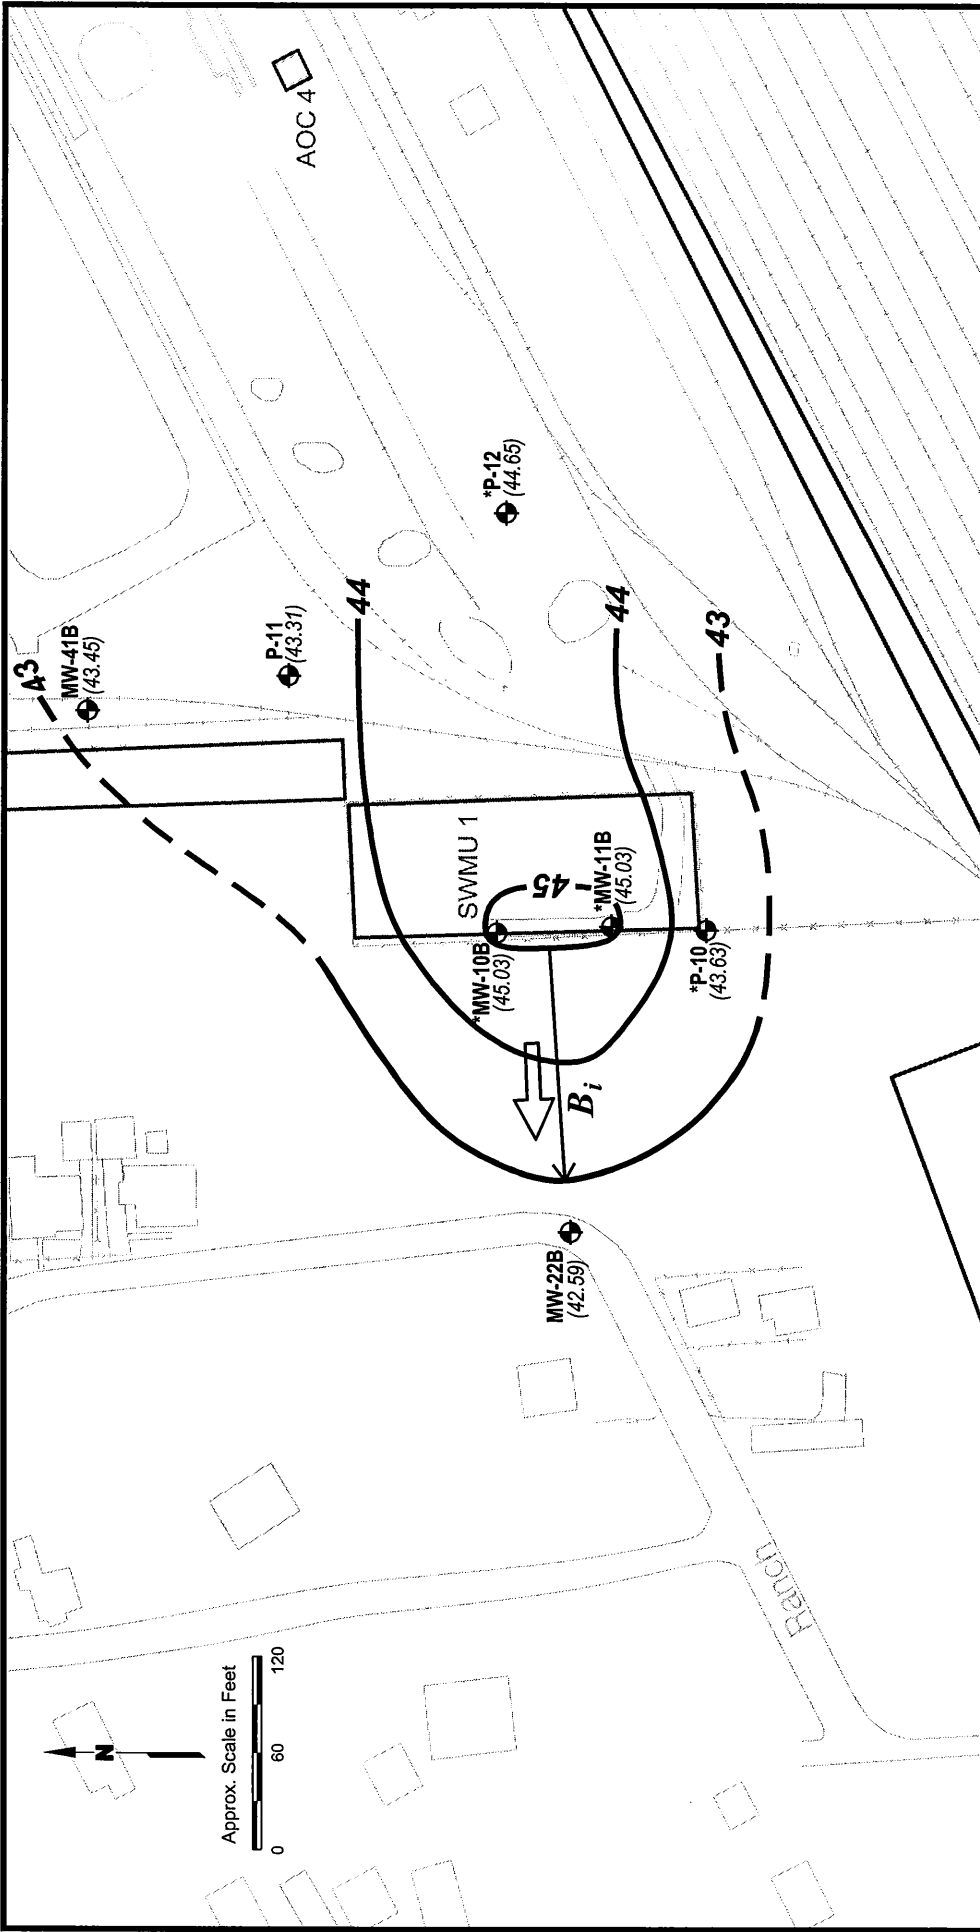 N
Approx. Scale in Feet
0 60 120
43
MW-41B
(43.45)
P-11
(43.31)
AOC 4
44
SWMU 1
*MW-10B
(45.03)
45
*MW-11B
(45.03)
*P-12
(44.65)
44
43
*P-10
(43.63)
Bi
MW-22B
(42.59)
Ranch